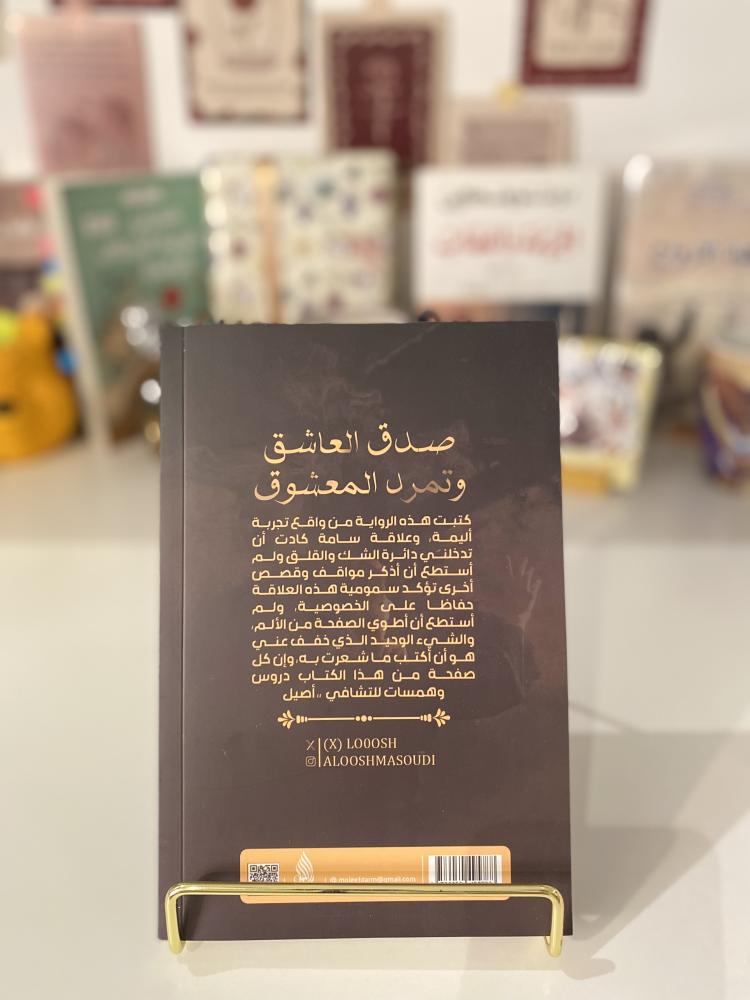 صدق العاشق
وتمرد المعشوق
كتبت هذه الرواية من واقع تجربة
أليمة، وعلاقة سامة كادت أن
تدخلني دائرة الشك والقلق ولم
أستطع أن أذكر مواقف وقصص
أخرى تؤكد سمومية هذه العلاقة
حفاظا على الخصوصية، ولم
أستطع أن أطوي الصفحة من الألم،
والشيء الوحيد الذي خفف عني
هو أن أكتب ما شعرت به، وإن كل
صفحة من هذا الكتاب دروس
وهمسات للتشافي ،، أصيل
(X) LOOOSH
ALOOSHMASOUDI